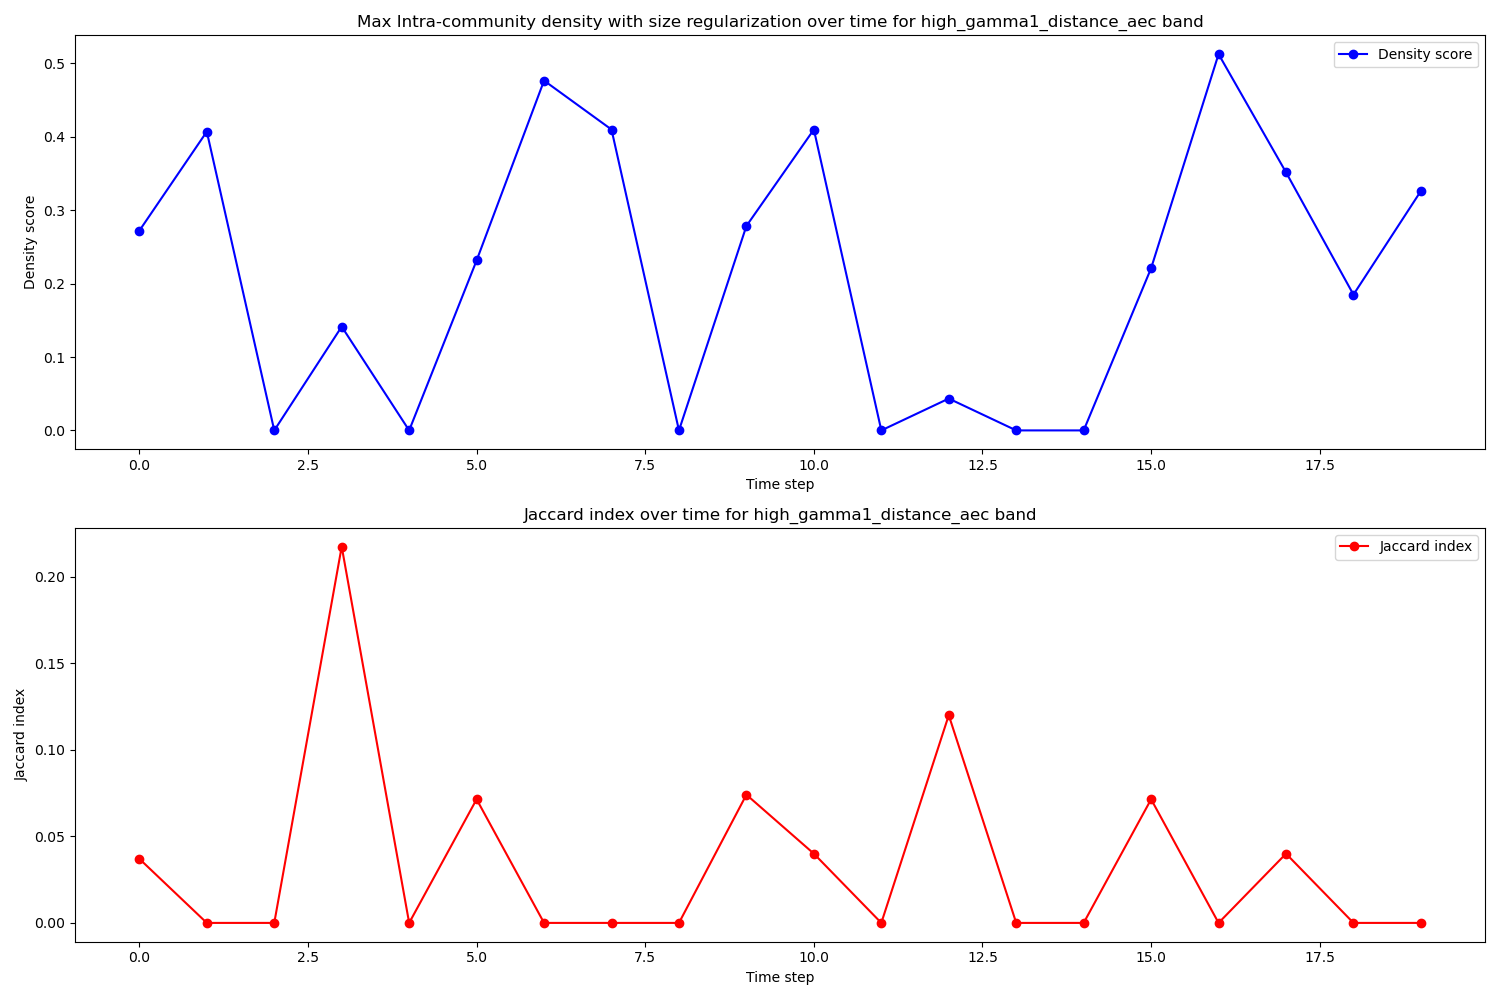 Max Intra-community density with size regularization over time for high_gamma1_distance_aec band
Density score
0.5
0.4
0.3
0.2
0.1
0.0
Density score
0.0 2.5 5.0 7.5 10.0 12.5 15.0 17.5
Time step
Jaccard index over time for high_gamma1_distance_aec band
Jaccard index
0.20
0.15
0.10
0.05
0.00
Jaccard index
0.0 2.5 5.0 7.5 10.0 12.5 15.0 17.5
Time step